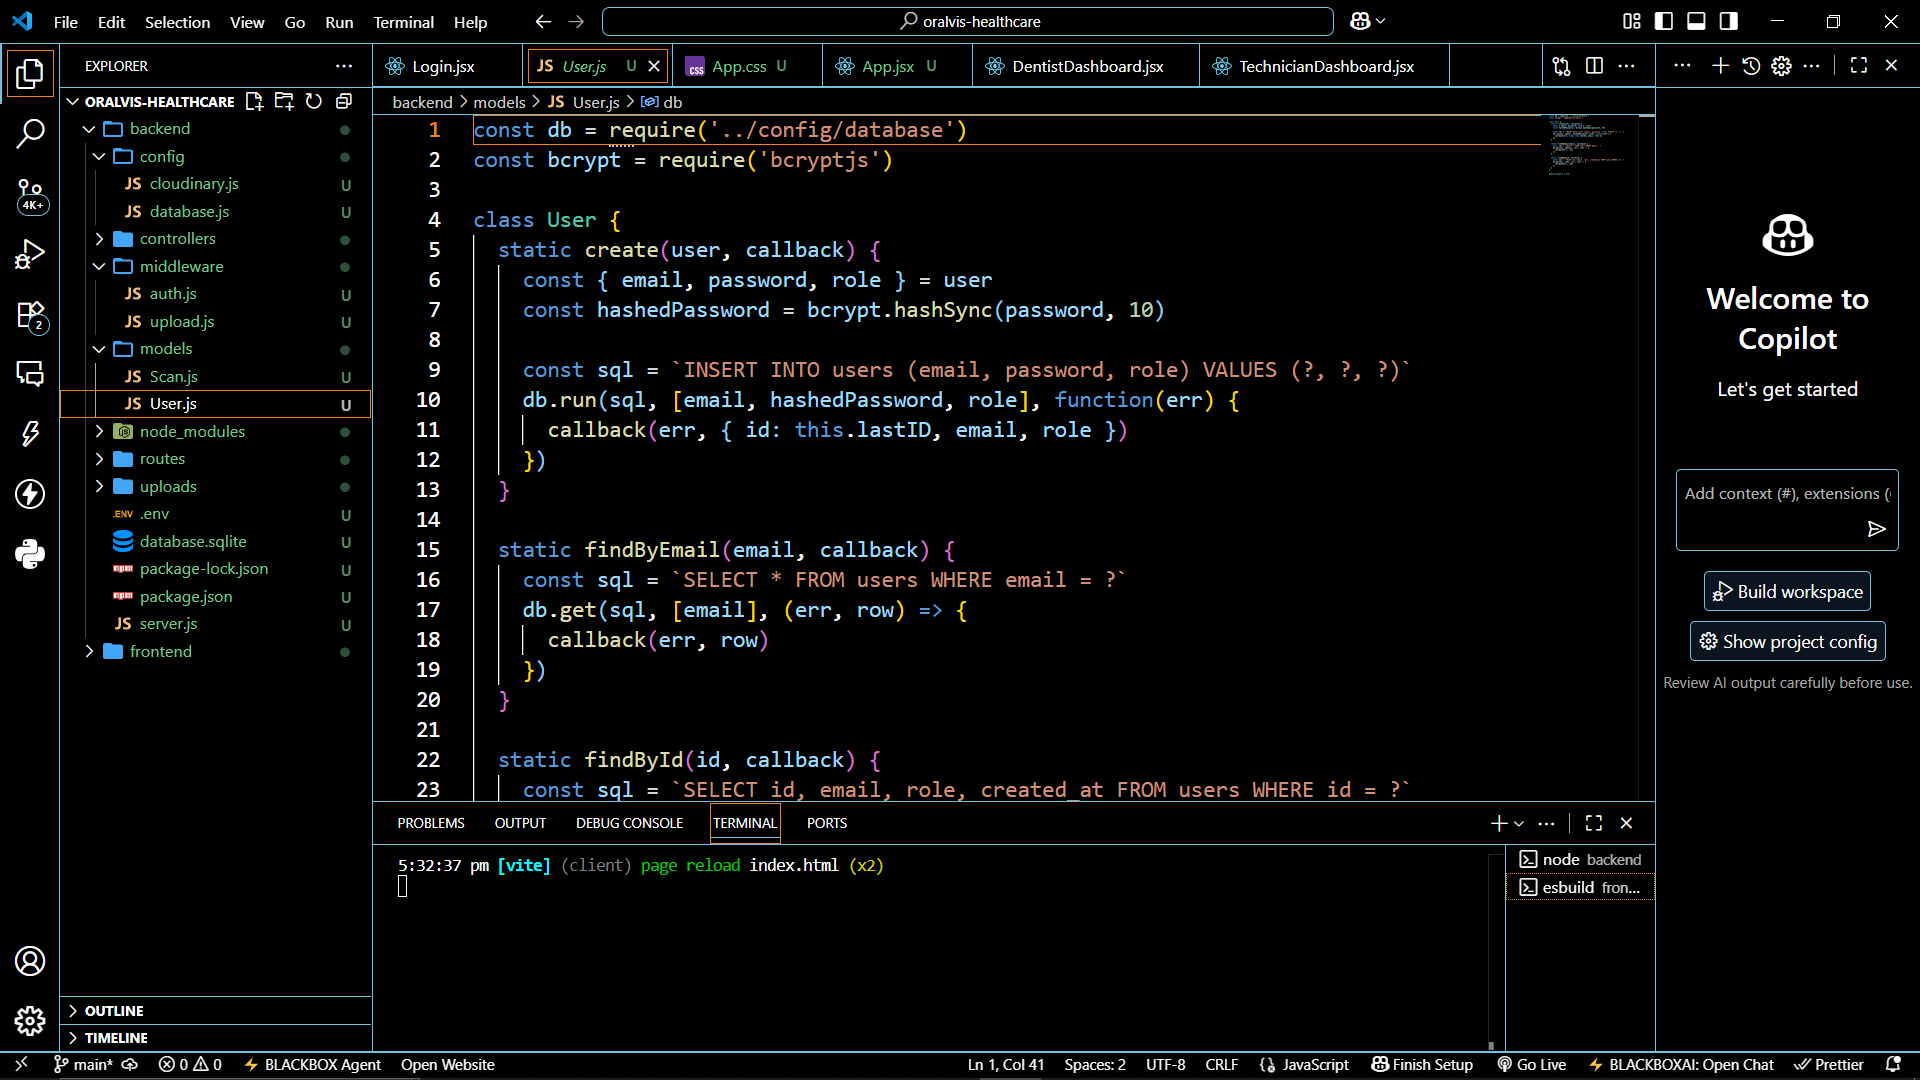 File Edit Selection View Go Run Terminal Help
oralvis-healthcare
EXPLORER
ORALVIS-HEALTHCARE
backend
config
JS cloudinary.js U
JS database.js U
controllers
middleware
JS auth.js U
JS upload.js U
models
JS Scan.js U
JS User.js U
node_modules
routes
uploads
.ENV .env U
database.sqlite U
npm package-lock.json U
npm package.json U
JS server.js U
frontend
OUTLINE
TIMELINE
4K+
2
Login.jsx
JS User.js U
CSS App.css U
App.jsx U
DentistDashboard.jsx
TechnicianDashboard.jsx
backend > models > JS User.js > db
1 const db = require('../config/database')
2 const bcrypt = require('bcryptjs')
3
4 class User {
5 static create(user, callback) {
6 const { email, password, role } = user
7 const hashedPassword = bcrypt.hashSync(password, 10)
8
9 const sql = `INSERT INTO users (email, password, role) VALUES (?, ?, ?)`
10 db.run(sql, [email, hashedPassword, role], function(err) {
11 callback(err, { id: this.lastID, email, role })
12 })
13 }
14
15 static findByEmail(email, callback) {
16 const sql = `SELECT * FROM users WHERE email = ?`
17 db.get(sql, [email], (err, row) => {
18 callback(err, row)
19 })
20 }
21
22 static findById(id, callback) {
23 const sql = `SELECT id, email, role, created_at FROM users WHERE id = ?`
PROBLEMS OUTPUT DEBUG CONSOLE TERMINAL PORTS
5:32:37 pm [vite] (client) page reload index.html (x2)
node backend
esbuild fron...
Welcome to
Copilot
Let's get started
Add context (#), extensions (
Build workspace
Show project config
Review AI output carefully before use.
main* 0 0 BLACKBOX Agent Open Website
Ln 1, Col 41 Spaces: 2 UTF-8 CRLF {} JavaScript Finish Setup Go Live BLACKBOXAI: Open Chat Prettier